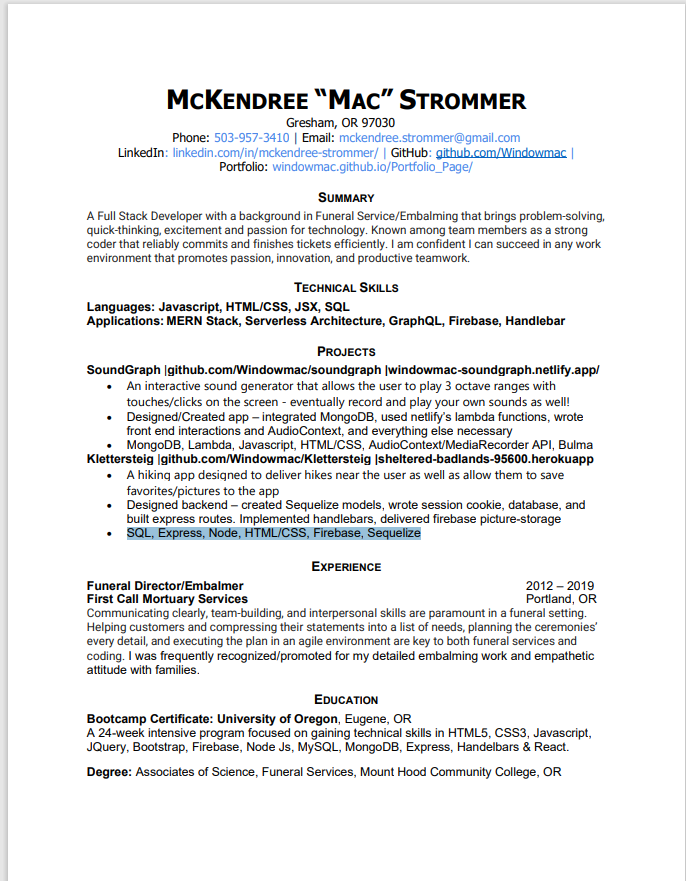 MCKENDREE “MAC” STROMMER
Gresham, OR 97030
Phone: 503-957-3410 | Email: mckendree.strommer@gmail.com
LinkedIn: linkedin.com/in/mckendree-strommer/ | GitHub: github.com/Windowmac |
Portfolio: windowmac.github.io/Portfolio_Page/
SUMMARY
A Full Stack Developer with a background in Funeral Service/Embalming that brings problem-solving,
quick-thinking, excitement and passion for technology. Known among team members as a strong
coder that reliably commits and finishes tickets efficiently. I am confident I can succeed in any work
environment that promotes passion, innovation, and productive teamwork.
TECHNICAL SKILLS
Languages: Javascript, HTML/CSS, JSX, SQL
Applications: MERN Stack, Serverless Architecture, GraphQL, Firebase, Handlebar
PROJECTS
SoundGraph |github.com/Windowmac/soundgraph |windowmac-soundgraph.netlify.app/
• An interactive sound generator that allows the user to play 3 octave ranges with
touches/clicks on the screen - eventually record and play your own sounds as well!
• Designed/Created app – integrated MongoDB, used netlify’s lambda functions, wrote
front end interactions and AudioContext, and everything else necessary
• MongoDB, Lambda, Javascript, HTML/CSS, AudioContext/MediaRecorder API, Bulma
Klettersteig |github.com/Windowmac/Klettersteig |sheltered-badlands-95600.herokuapp
• A hiking app designed to deliver hikes near the user as well as allow them to save
favorites/pictures to the app
• Designed backend – created Sequelize models, wrote session cookie, database, and
built express routes. Implemented handlebars, delivered firebase picture-storage
• SQL, Express, Node, HTML/CSS, Firebase, Sequelize
EXPERIENCE
Funeral Director/Embalmer 2012 – 2019
First Call Mortuary Services Portland, OR
Communicating clearly, team-building, and interpersonal skills are paramount in a funeral setting.
Helping customers and compressing their statements into a list of needs, planning the ceremonies’
every detail, and executing the plan in an agile environment are key to both funeral services and
coding. I was frequently recognized/promoted for my detailed embalming work and empathetic
attitude with families.
EDUCATION
Bootcamp Certificate: University of Oregon, Eugene, OR
A 24-week intensive program focused on gaining technical skills in HTML5, CSS3, Javascript,
JQuery, Bootstrap, Firebase, Node Js, MySQL, MongoDB, Express, Handelbars & React.
Degree: Associates of Science, Funeral Services, Mount Hood Community College, OR